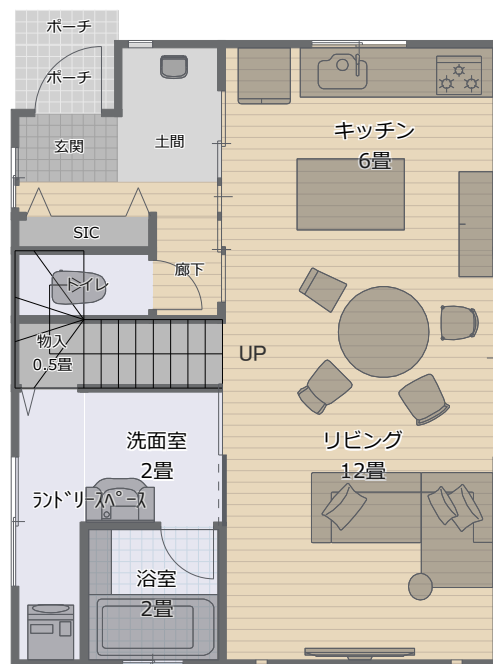 ポーチ
ポーチ
玄関
土間
キッチン
6畳
SIC
廊下
トイレ
物入
0.5畳
UP
洗面室
2畳
リビング
12畳
ﾗﾝﾄﾞﾘｰｽﾍﾟｰｽ
浴室
2畳